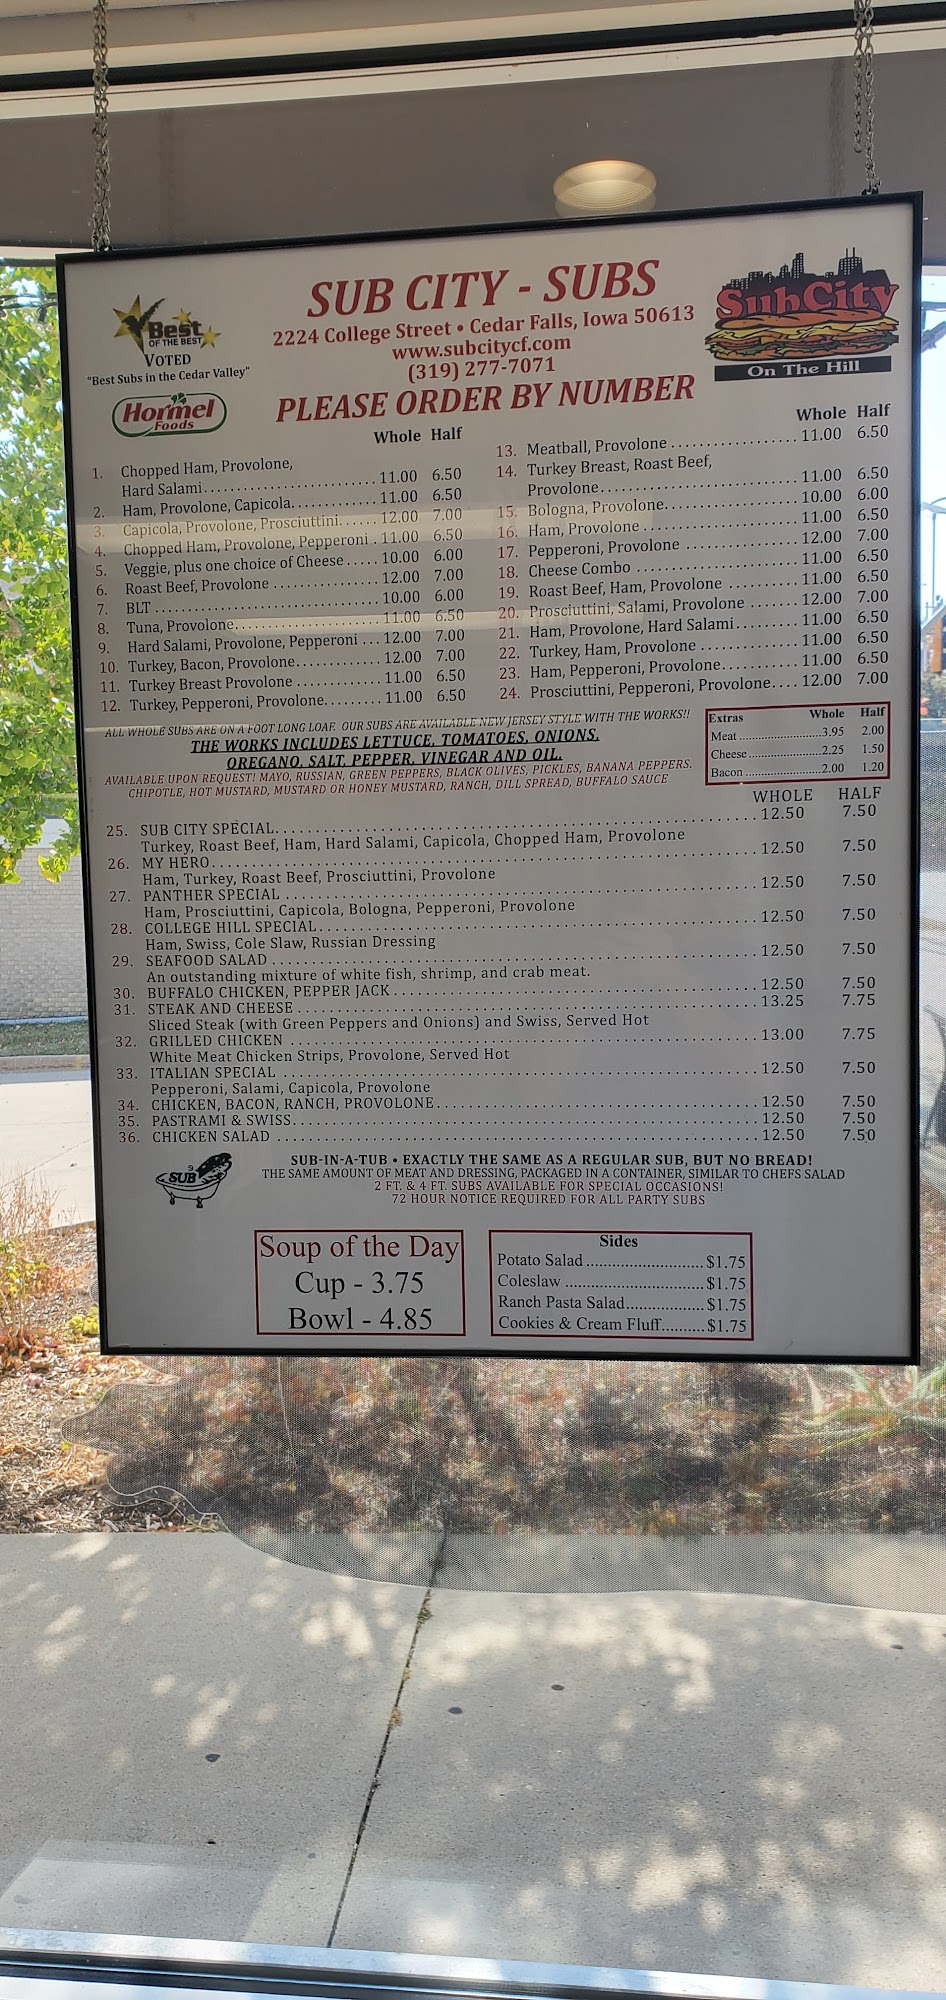 Best
OF THE BEST
VOTED
"Best Subs in the Cedar Valley"
Hormel
Foods
SUB CITY - SUBS
2224 College Street • Cedar Falls, Iowa 50613
www.subcitycf.com
(319) 277-7071
PLEASE ORDER BY NUMBER
SubCity
On The Hill
Whole Half
1. Chopped Ham, Provolone,
Hard Salami 11.00 6.50
2. Ham, Provolone, Capicola 11.00 6.50
3. Capicola, Provolone, Prosciuttini 12.00 7.00
4. Chopped Ham, Provolone, Pepperoni 11.00 6.50
5. Veggie, plus one choice of Cheese 10.00 6.00
6. Roast Beef, Provolone 12.00 7.00
7. BLT 10.00 6.00
8. Tuna, Provolone 11.00 6.50
9. Hard Salami, Provolone, Pepperoni 12.00 7.00
10. Turkey, Bacon, Provolone 12.00 7.00
11. Turkey Breast Provolone 11.00 6.50
12. Turkey, Pepperoni, Provolone 11.00 6.50
Whole Half
13. Meatball, Provolone 11.00 6.50
14. Turkey Breast, Roast Beef,
Provolone 11.00 6.50
15. Bologna, Provolone 10.00 6.00
16. Ham, Provolone 11.00 6.50
17. Pepperoni, Provolone 12.00 7.00
18. Cheese Combo 11.00 6.50
19. Roast Beef, Ham, Provolone 11.00 6.50
20. Prosciuttini, Salami, Provolone 12.00 7.00
21. Ham, Provolone, Hard Salami 11.00 6.50
22. Turkey, Ham, Provolone 11.00 6.50
23. Ham, Pepperoni, Provolone 11.00 6.50
24. Prosciuttini, Pepperoni, Provolone 12.00 7.00
ALL WHOLE SUBS ARE ON A FOOT LONG LOAF. OUR SUBS ARE AVAILABLE NEW JERSEY STYLE WITH THE WORKS!!
THE WORKS INCLUDES LETTUCE, TOMATOES, ONIONS,
OREGANO, SALT, PEPPER, VINEGAR AND OIL.
AVAILABLE UPON REQUEST! MAYO, RUSSIAN, GREEN PEPPERS, BLACK OLIVES, PICKLES, BANANA PEPPERS.
CHIPOTLE, HOT MUSTARD, MUSTARD OR HONEY MUSTARD, RANCH, DILL SPREAD, BUFFALO SAUCE
Extras Whole Half
Meat 3.95 2.00
Cheese 2.25 1.50
Bacon 2.00 1.20
WHOLE HALF
25. SUB CITY SPECIAL 12.50 7.50
Turkey, Roast Beef, Ham, Hard Salami, Capicola, Chopped Ham, Provolone
26. MY HERO 12.50 7.50
Ham, Turkey, Roast Beef, Prosciuttini, Provolone
27. PANTHER SPECIAL 12.50 7.50
Ham, Prosciuttini, Capicola, Bologna, Pepperoni, Provolone
28. COLLEGE HILL SPECIAL 12.50 7.50
Ham, Swiss, Cole Slaw, Russian Dressing
29. SEAFOOD SALAD 12.50 7.50
An outstanding mixture of white fish, shrimp, and crab meat.
30. BUFFALO CHICKEN, PEPPER JACK 12.50 7.50
31. STEAK AND CHEESE 13.25 7.75
Sliced Steak (with Green Peppers and Onions) and Swiss, Served Hot
32. GRILLED CHICKEN 13.00 7.75
White Meat Chicken Strips, Provolone, Served Hot
33. ITALIAN SPECIAL 12.50 7.50
Pepperoni, Salami, Capicola, Provolone
34. CHICKEN, BACON, RANCH, PROVOLONE 12.50 7.50
35. PASTRAMI & SWISS 12.50 7.50
36. CHICKEN SALAD 12.50 7.50
SUB
SUB-IN-A-TUB • EXACTLY THE SAME AS A REGULAR SUB, BUT NO BREAD!
THE SAME AMOUNT OF MEAT AND DRESSING, PACKAGED IN A CONTAINER, SIMILAR TO CHEFS SALAD
2 FT. & 4 FT. SUBS AVAILABLE FOR SPECIAL OCCASIONS!
72 HOUR NOTICE REQUIRED FOR ALL PARTY SUBS
Soup of the Day
Cup - 3.75
Bowl - 4.85
Sides
Potato Salad $1.75
Coleslaw $1.75
Ranch Pasta Salad $1.75
Cookies & Cream Fluff $1.75